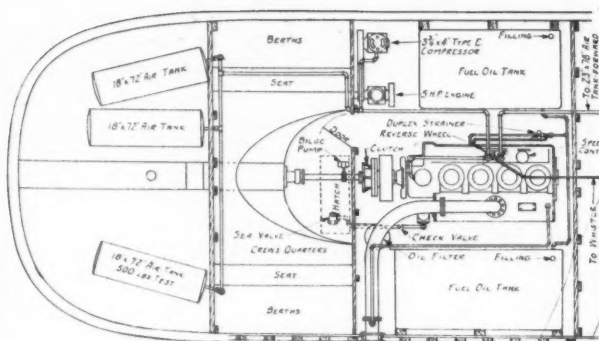 BERTHS
3¾"x4" TYPE E.
COMPRESSOR
FILLING
FUEL OIL TANK
TO 23"x76" AIR
TANK-FORWARD
18"x72" AIR TANK
SEAT
5 H.P. ENGINE
18"x72" AIR TANK
DUPLEX STRAINER
REVERSE WHEEL
DOOR
BILGE
PUMP
CLUTCH
SPEE
CONT
HATCH
SEA VALVE
CREWS QUARTERS
CHECK VALVE
TO WHISTLE
18"x72" AIR TANK
500 LBS TEST
SEAT
OIL FILTER
FILLING
BERTHS
FUEL OIL TANK